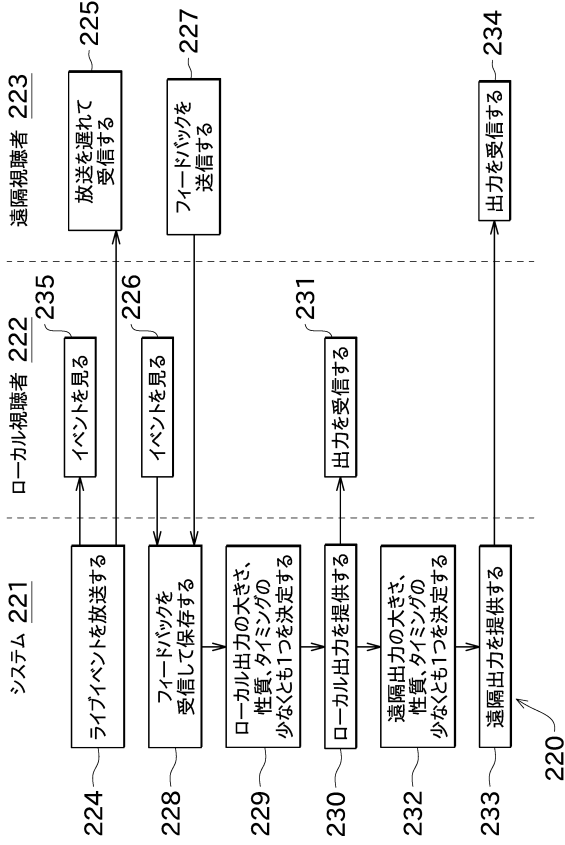 システム 221
ローカル視聴者 222
遠隔視聴者 223
224
ライブイベントを放送する
235
イベントを見る
225
放送を遅れて
受信する
226
イベントを見る
227
フィードバックを
送信する
228
フィードバックを
受信して保存する
229
ローカル出力の大きさ、
性質、タイミングの
少なくとも1つを決定する
230
ローカル出力を提供する
231
出力を受信する
232
遠隔出力の大きさ、
性質、タイミングの
少なくとも1つを決定する
233
遠隔出力を提供する
234
出力を受信する
220